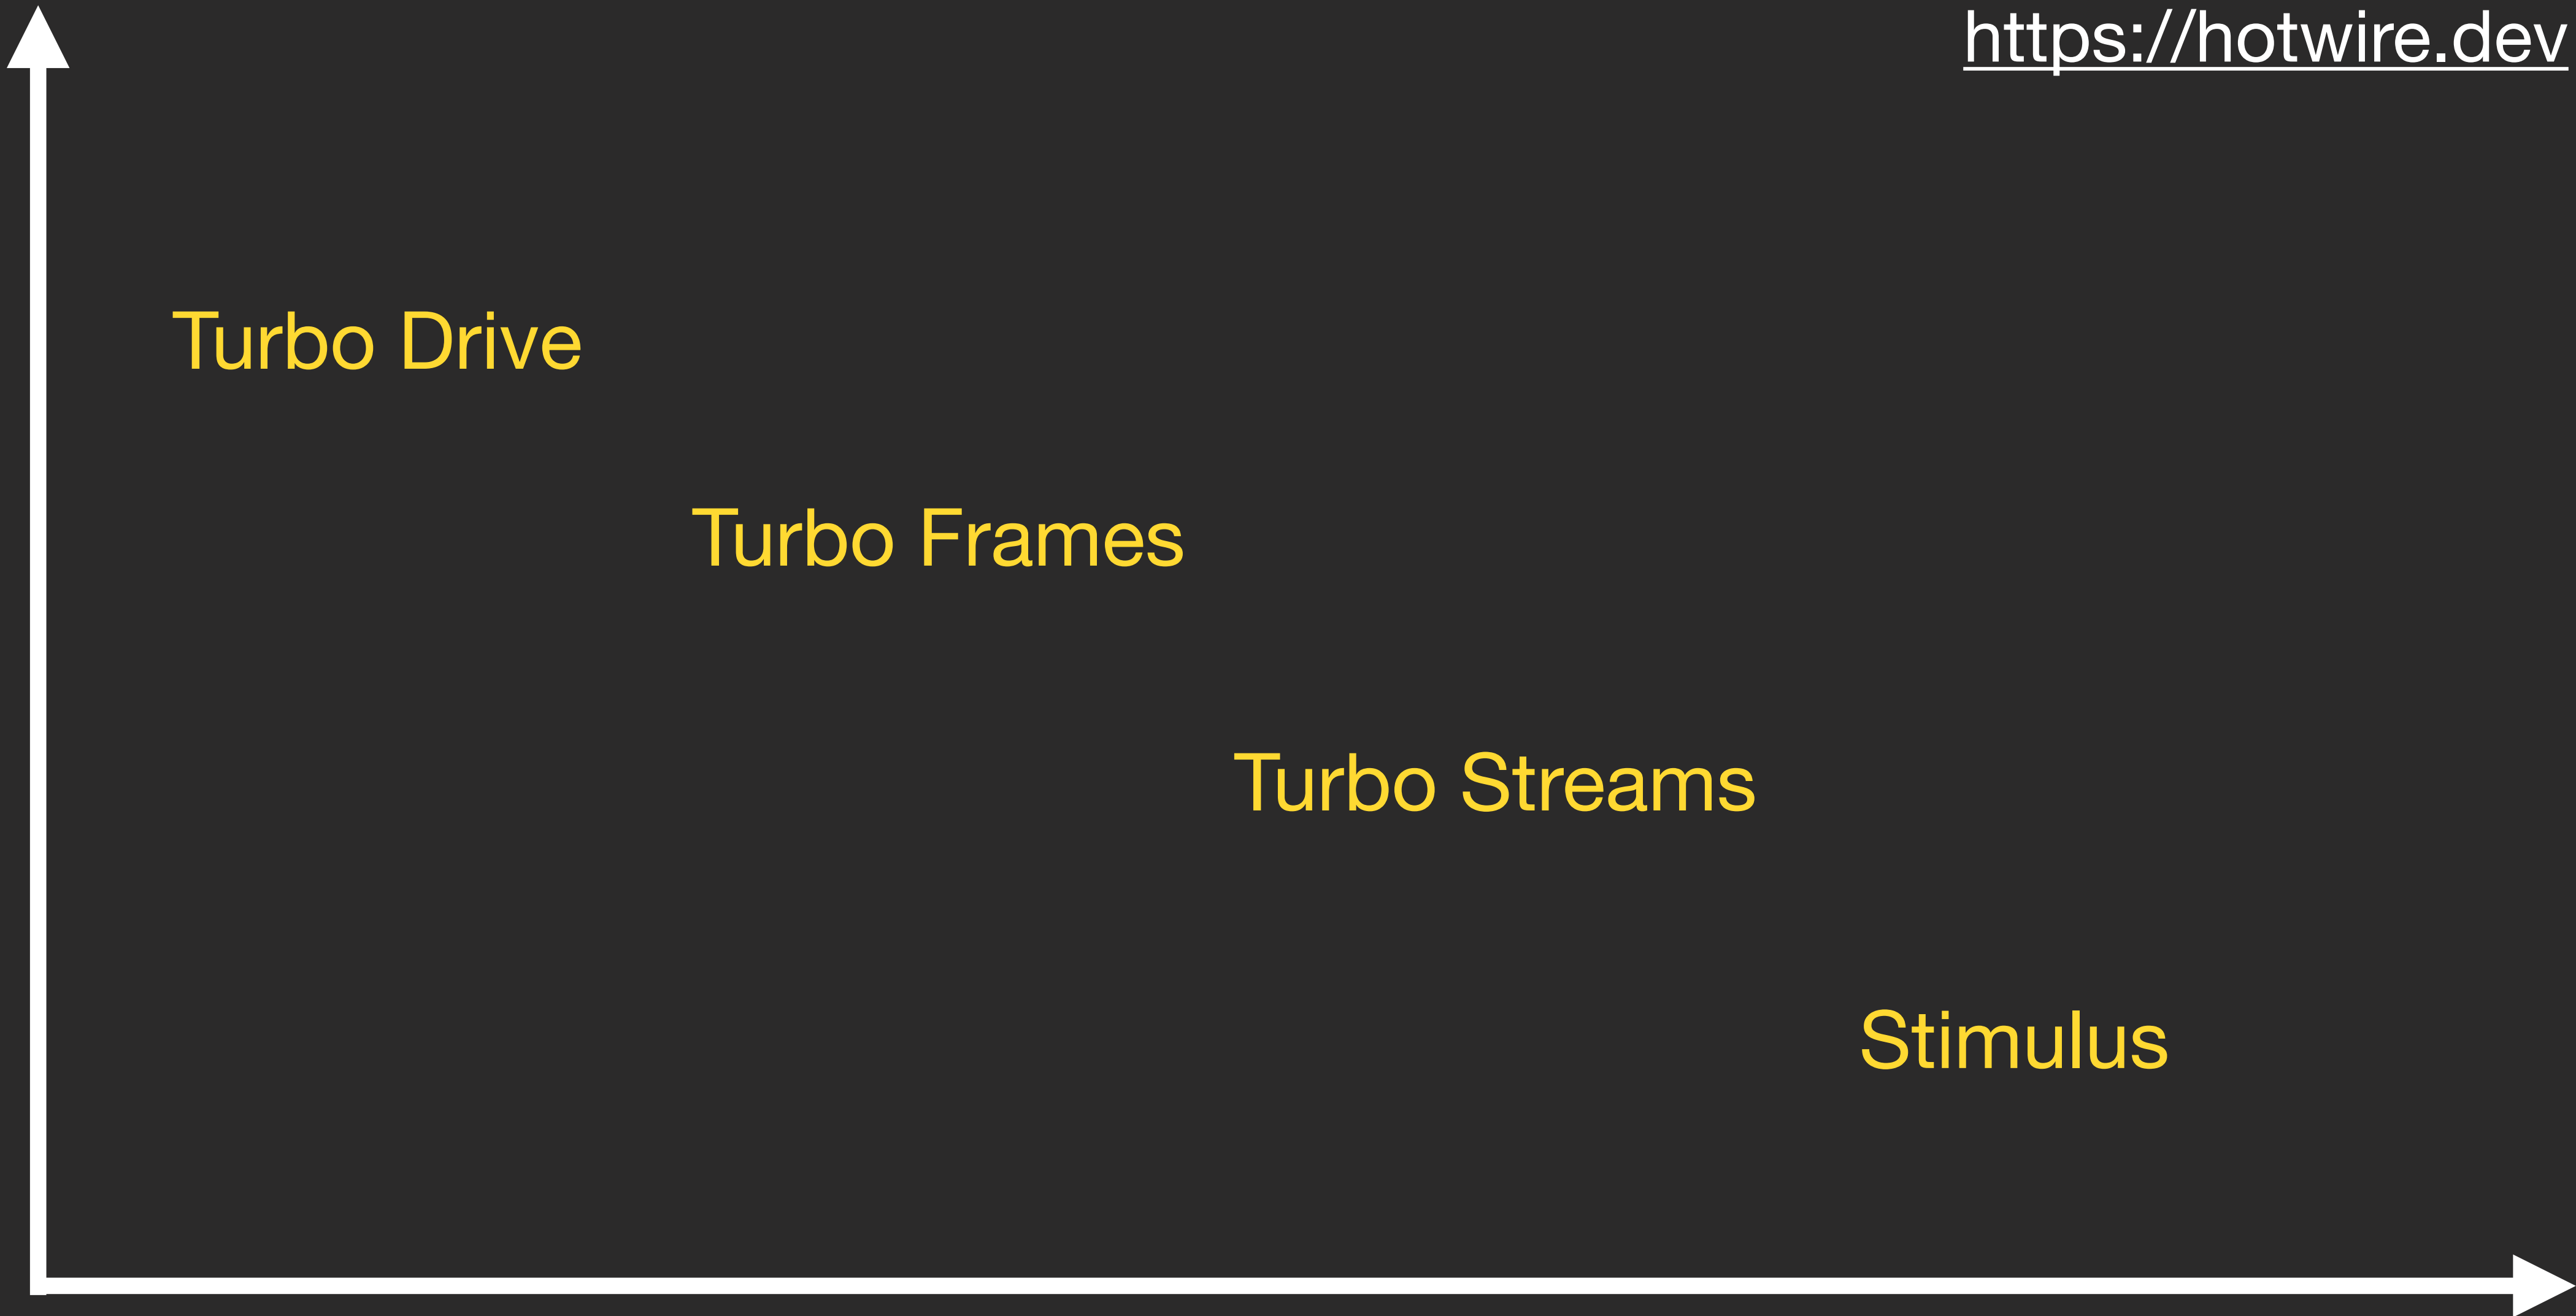 https://hotwire.dev
Turbo Drive
Turbo Frames
Turbo Streams
Stimulus